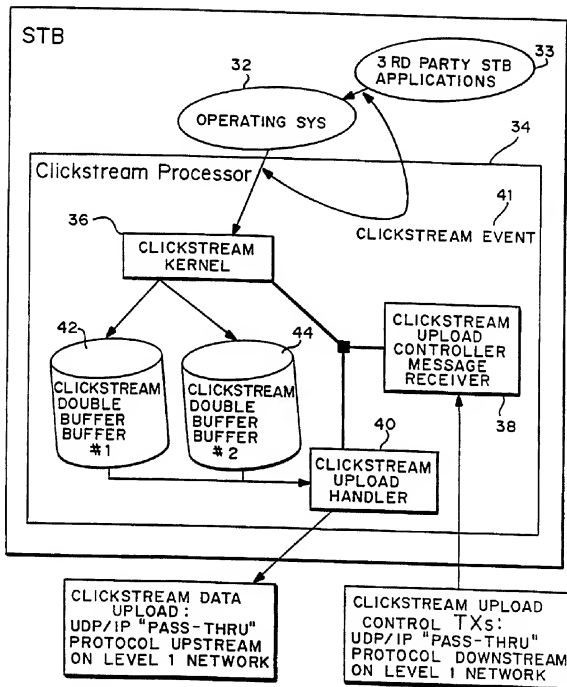 STB
32
33
3 RD PARTY STB
APPLICATIONS
OPERATING SYS
34
Clickstream Processor
41
CLICKSTREAM EVENT
36
CLICKSTREAM
KERNEL
42
CLICKSTREAM
DOUBLE
BUFFER
BUFFER
#1
44
CLICKSTREAM
DOUBLE
BUFFER
BUFFER
#2
CLICKSTREAM
UPLOAD
CONTROLLER
MESSAGE
RECEIVER
38
40
CLICKSTREAM
UPLOAD
HANDLER
CLICKSTREAM DATA
UPLOAD:
UDP/IP "PASS-THRU"
PROTOCOL UPSTREAM
ON LEVEL 1 NETWORK
CLICKSTREAM UPLOAD
CONTROL TXs:
UDP/IP "PASS-THRU"
PROTOCOL DOWNSTREAM
ON LEVEL 1 NETWORK